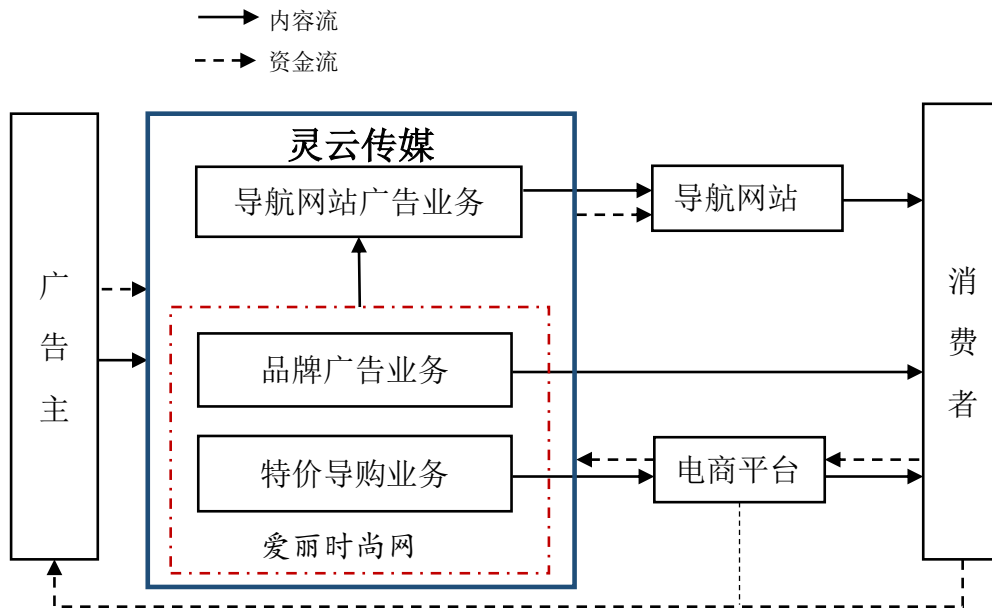 内容流
资金流
灵云传媒
导航网站广告业务
导航网站
广告主
消费者
品牌广告业务
特价导购业务
电商平台
爱丽时尚网